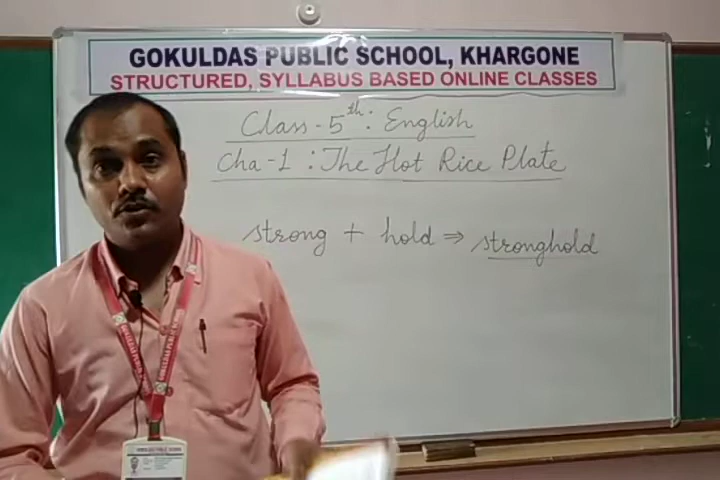 GOKULDAS PUBLIC SCHOOL, KHARGONE
STRUCTURED, SYLLABUS BASED ONLINE CLASSES
Class-5th: English
Cha-1 : The Hot Rice Plate
strong + hold ⇒ stronghold